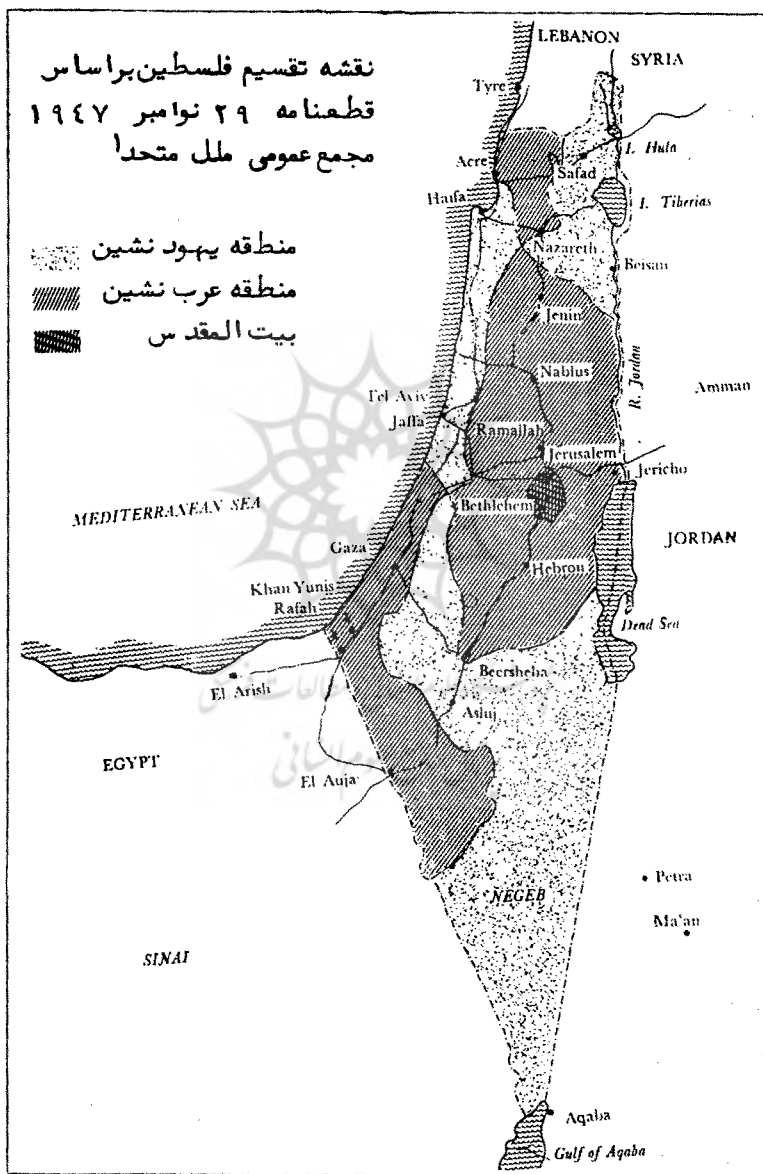 نقشه تقسیم فلسطین براساس
قطعنامه ۲۹ نوامبر ۱۹٤۷
مجمع عمومی ملل متحد۱
منطقه یهود نشین
منطقه عرب نشین
بیت المقدس
LEBANON
SYRIA
Tyre
Acre
Safad
l. Hula
Haifa
l. Tiberias
Nazareth
Beisan
Jenin
R. Jordan
Nablus
Amman
Tel Aviv
Jaffa
Ramallah
Jerusalem
Jericho
MEDITERRANEAN SEA
Bethlehem
JORDAN
Gaza
Hebron
Khan Yunis
Rafah
Dead Sea
Beersheba
El Arish
Asluj
EGYPT
El Auja
Petra
NEGEB
Ma'an
SINAI
Aqaba
Gulf of Aqaba